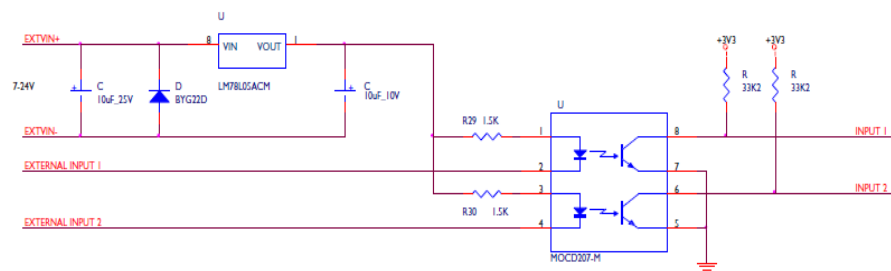 U
EXTVIN+
8 VIN VOUT 1
+3V3 +3V3
7-24V
C
10uF_25V
D
BYG22D
LM78L05ACM
C
10uF_10V
R
33K2
R
33K2
U
R29 1.5K
1
8
INPUT 1
EXTVIN-
EXTERNAL INPUT 1
2
7
3
6
INPUT 2
R30 1.5K
EXTERNAL INPUT 2
4
5
MOCD207-M